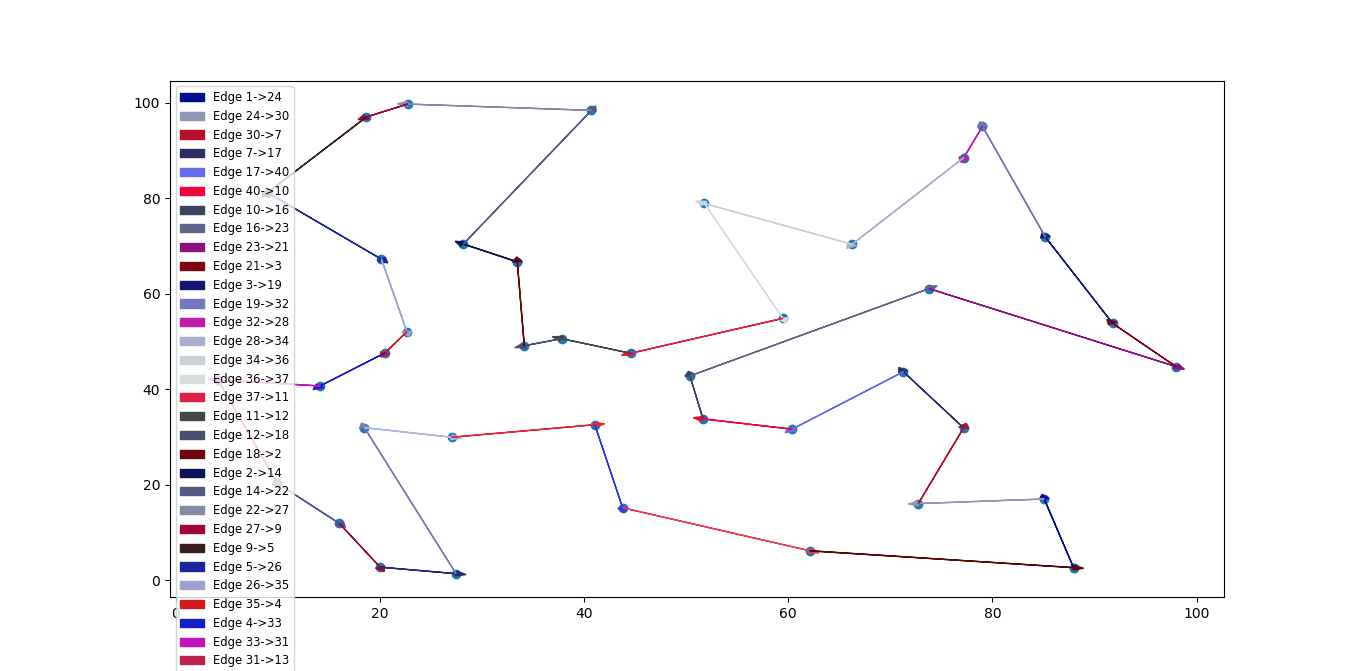 100
80
60
40
20
0
0
20
40
60
80
100
Edge 1->24
Edge 24->30
Edge 30->7
Edge 7->17
Edge 17->40
Edge 40->10
Edge 10->16
Edge 16->23
Edge 23->21
Edge 21->3
Edge 3->19
Edge 19->32
Edge 32->28
Edge 28->34
Edge 34->36
Edge 36->37
Edge 37->11
Edge 11->12
Edge 12->18
Edge 18->2
Edge 2->14
Edge 14->22
Edge 22->27
Edge 27->9
Edge 9->5
Edge 5->26
Edge 26->35
Edge 35->4
Edge 4->33
Edge 33->31
Edge 31->13